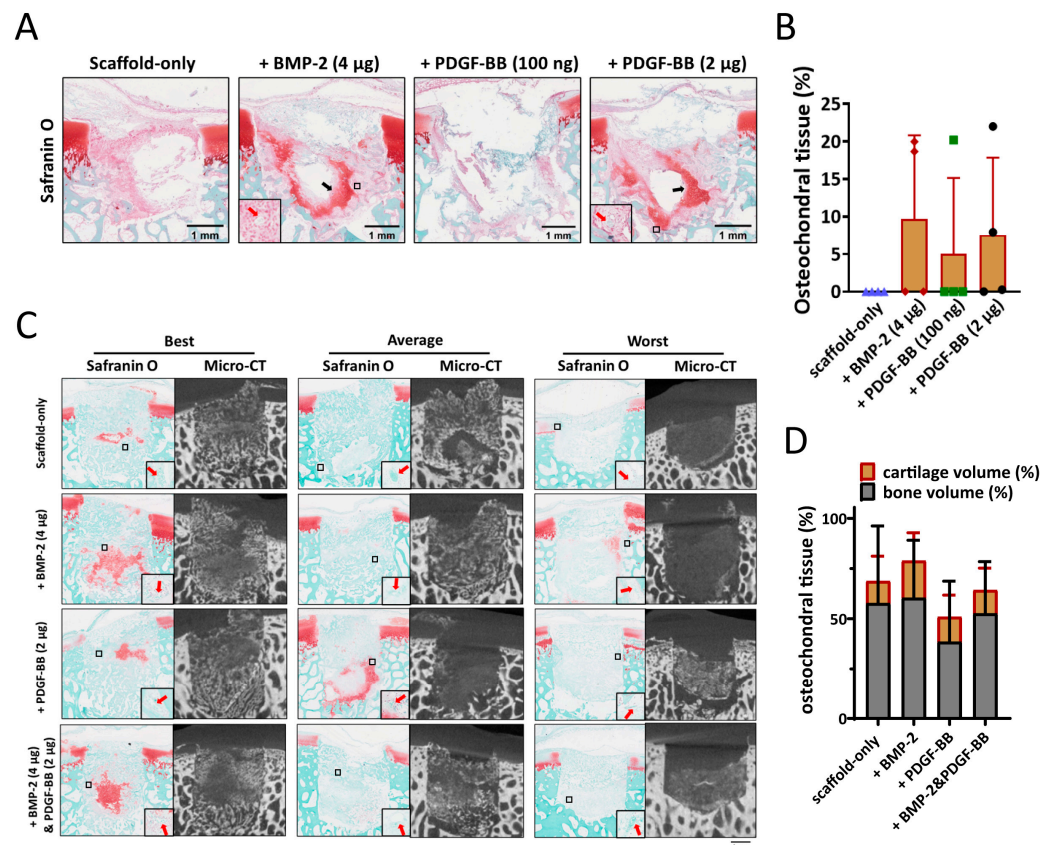 A
Scaffold-only
+ BMP-2 (4 µg)
+ PDGF-BB (100 ng)
+ PDGF-BB (2 µg)
Safranin O
1 mm
1 mm
1 mm
1 mm
B
Osteochondral tissue (%)
25
20
15
10
5
0
scaffold-only
+ BMP-2 (4 µg)
+ PDGF-BB (100 ng)
+ PDGF-BB (2 µg)
C
Best
Average
Worst
Safranin O
Micro-CT
Safranin O
Micro-CT
Safranin O
Micro-CT
Scaffold-only
+ BMP-2 (4 µg)
+ PDGF-BB (2 µg)
+ BMP-2 (4 µg)
& PDGF-BB (2 µg)
D
cartilage volume (%)
bone volume (%)
osteochondral tissue (%)
100
50
0
scaffold-only
+ BMP-2
+ PDGF-BB
+ BMP-2&PDGF-BB